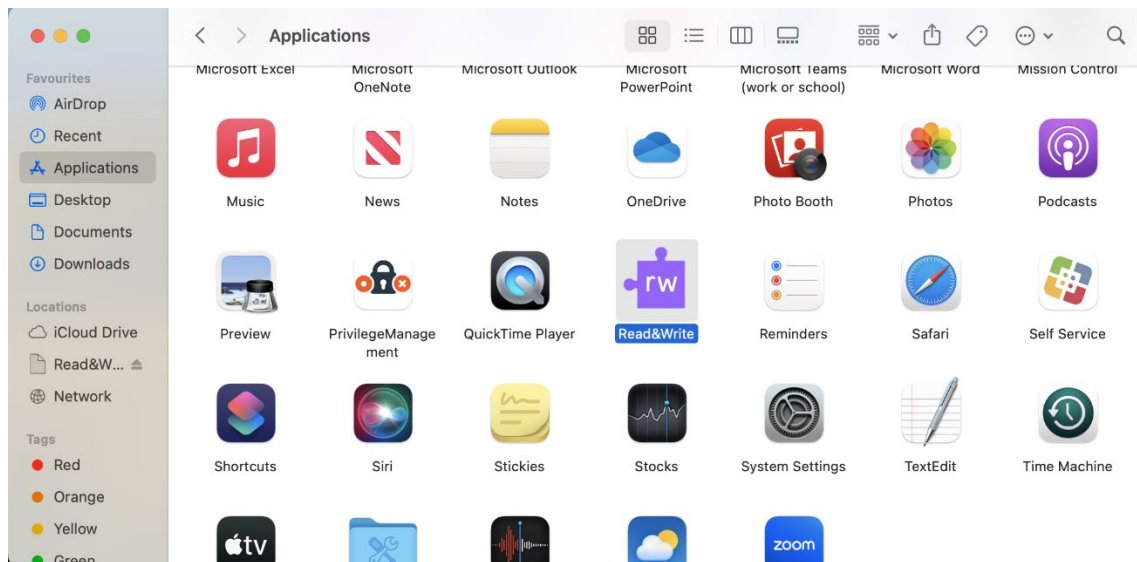 Applications
Favourites
AirDrop
Recent
Applications
Desktop
Documents
Downloads
Locations
iCloud Drive
Read&W...
Network
Tags
Red
Orange
Yellow
Green
Microsoft Excel
Microsoft
OneNote
Microsoft Outlook
Microsoft
PowerPoint
Microsoft Teams
(work or school)
Microsoft Word
Mission Control
Music
News
Notes
OneDrive
Photo Booth
Photos
Podcasts
rw
Preview
PrivilegeManage
ment
QuickTime Player
Read&Write
Reminders
Safari
Self Service
Shortcuts
Siri
Stickies
Stocks
System Settings
TextEdit
Time Machine
tv
zoom